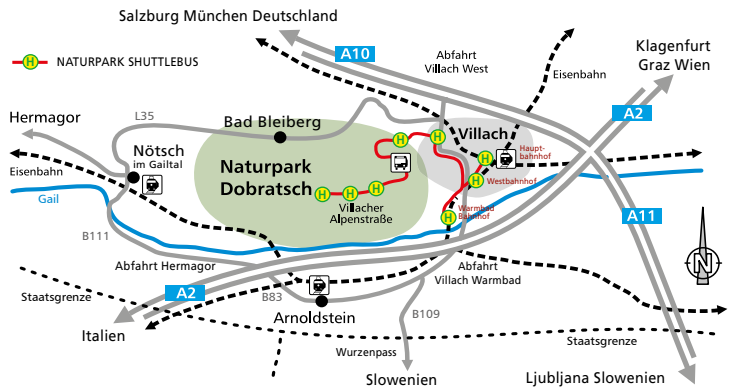 Salzburg München Deutschland
A10
Abfahrt
Villach West
Klagenfurt
Graz Wien
H NATURPARK SHUTTLEBUS
Eisenbahn
A2
L35
Hermagor
Bad Bleiberg
H
H
Villach
Nötsch
im Gailtal
Naturpark
Dobratsch
H
Haupt-
bahnhof
Eisenbahn
H
Westbahnhof
H
H
H
Gail
Villacher
Alpenstraße
H
Warmbad
Bahnhof
A11
B111
Abfahrt Hermagor
Abfahrt
Villach Warmbad
N
Staatsgrenze
A2
B83
Arnoldstein
B109
Italien
Staatsgrenze
Wurzenpass
Slowenien
Ljubljana Slowenien